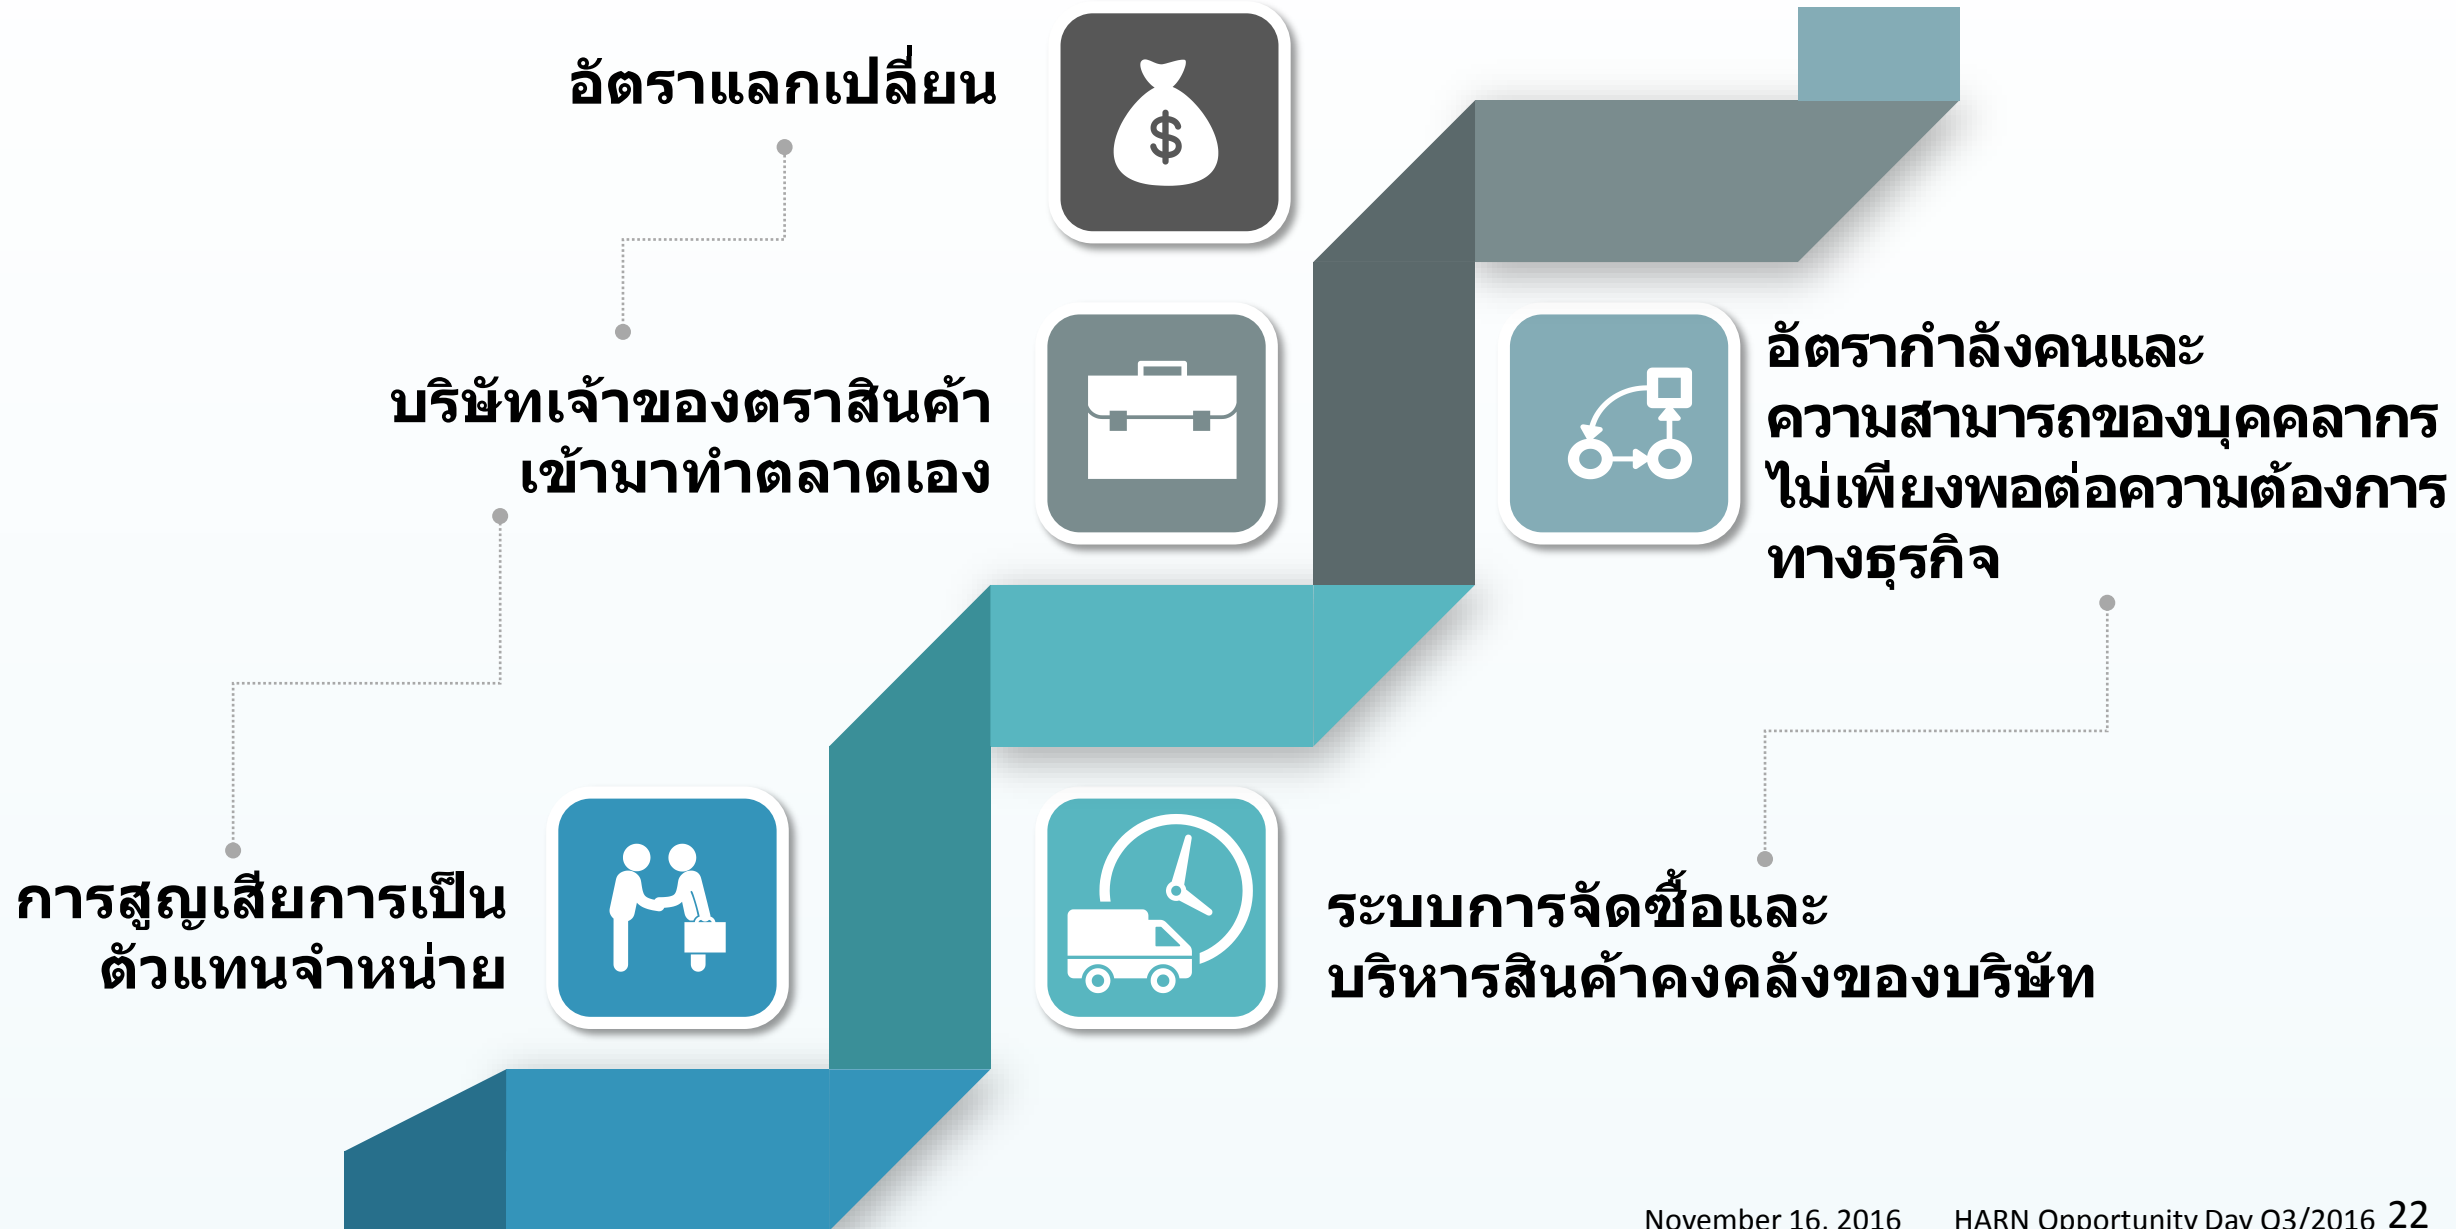 อัตราแลกเปลี่ยน
$
บริษัทเจ้าของตราสินค้า
เข้ามาทำตลาดเอง
อัตรากำลังคนและ
ความสามารถของบุคคลากร
ไม่เพียงพอต่อความต้องการ
ทางธุรกิจ
การสูญเสียการเป็น
ตัวแทนจำหน่าย
ระบบการจัดซื้อและ
บริหารสินค้าคงคลังของบริษัท
November 16, 2016 HARN Opportunity Day Q3/2016 22